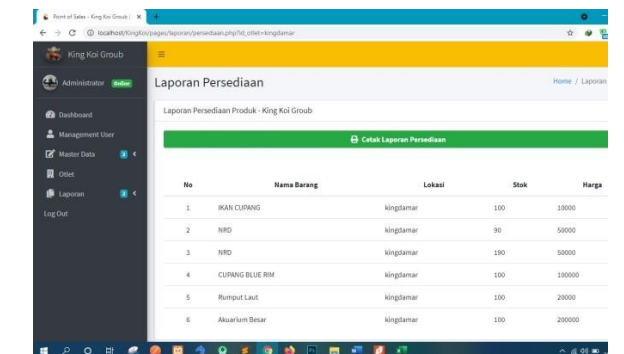 Point of Sales - King Koi Groub |
localhost/KingKoi/pages/laporan/persediaan.php?id_otlet=kingdamar
King Koi Groub
Administrator Online
Laporan Persediaan
Home / Laporan
Dashboard
Management User
Master Data
Otlet
Laporan
Log Out
Laporan Persediaan Produk - King Koi Groub
Cetak Laporan Persediaan
No Nama Barang Lokasi Stok Harga
1 IKAN CUPANG kingdamar 100 10000
2 NRD kingdamar 90 50000
3 NRD kingdamar 190 50000
4 CUPANG BLUE RIM kingdamar 100 100000
5 Rumput Laut kingdamar 100 20000
6 Akuarium Besar kingdamar 100 200000